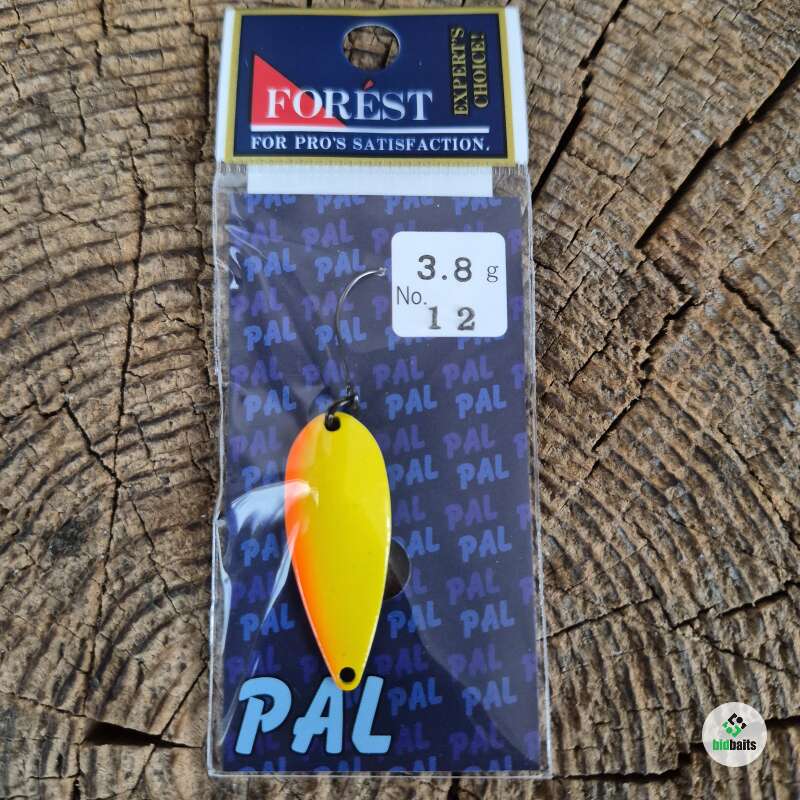 EXPERT'S
CHOICE!
FORÉST
FOR PRO'S SATISFACTION.
3.8 g
No.
12
PAL
bidbaits